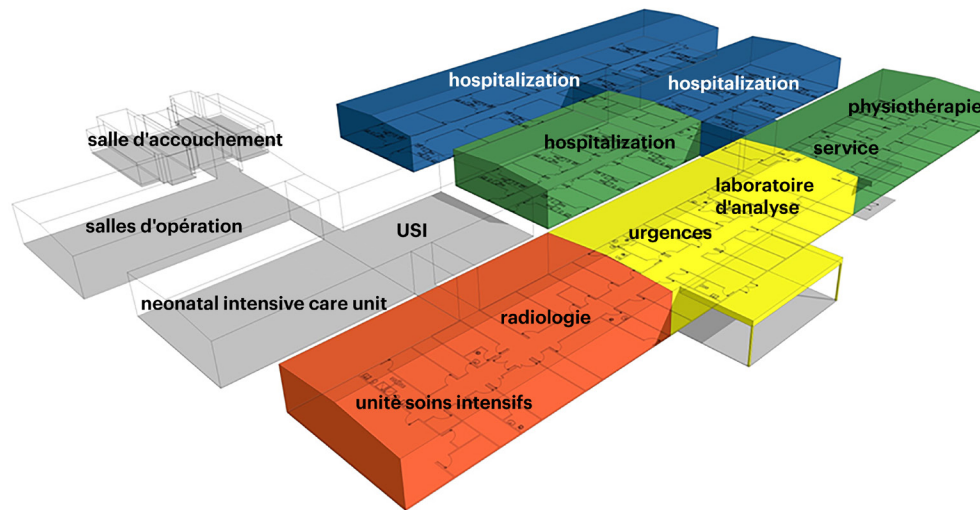 hospitalization
hospitalization
physiothérapie
salle d'accouchement
hospitalization
service
laboratoire
d'analyse
salles d'opération
USI
urgences
neonatal intensive care unit
radiologie
unitè soins intensifs